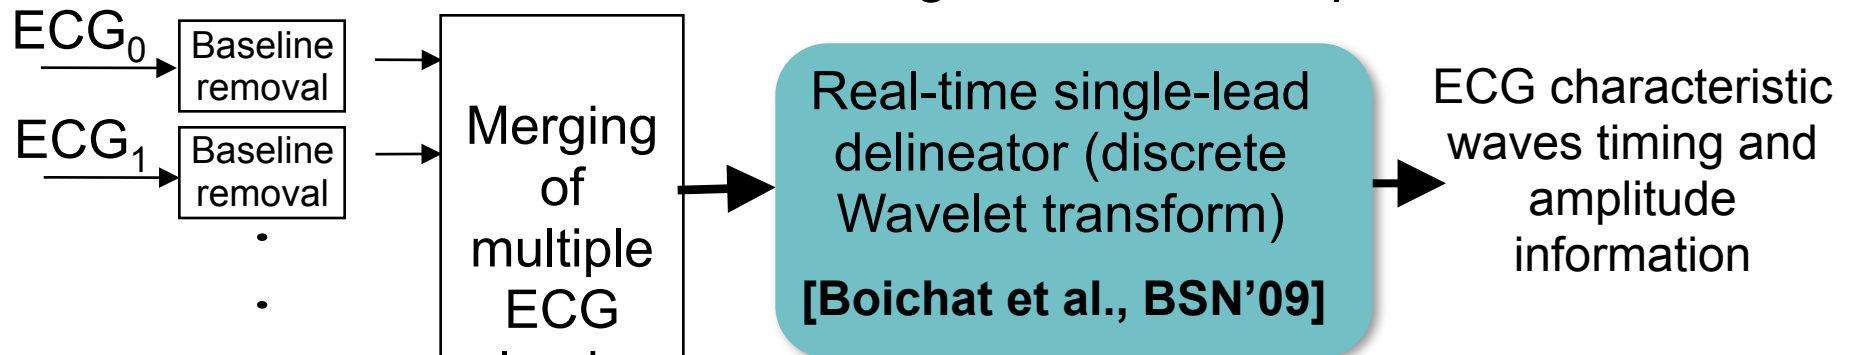 ECG0
Baseline
removal
ECG1
Baseline
removal
Merging
of
multiple
ECG
Real-time single-lead
delineator (discrete
Wavelet transform)
[Boichat et al., BSN’09]
ECG characteristic
waves timing and
amplitude
information